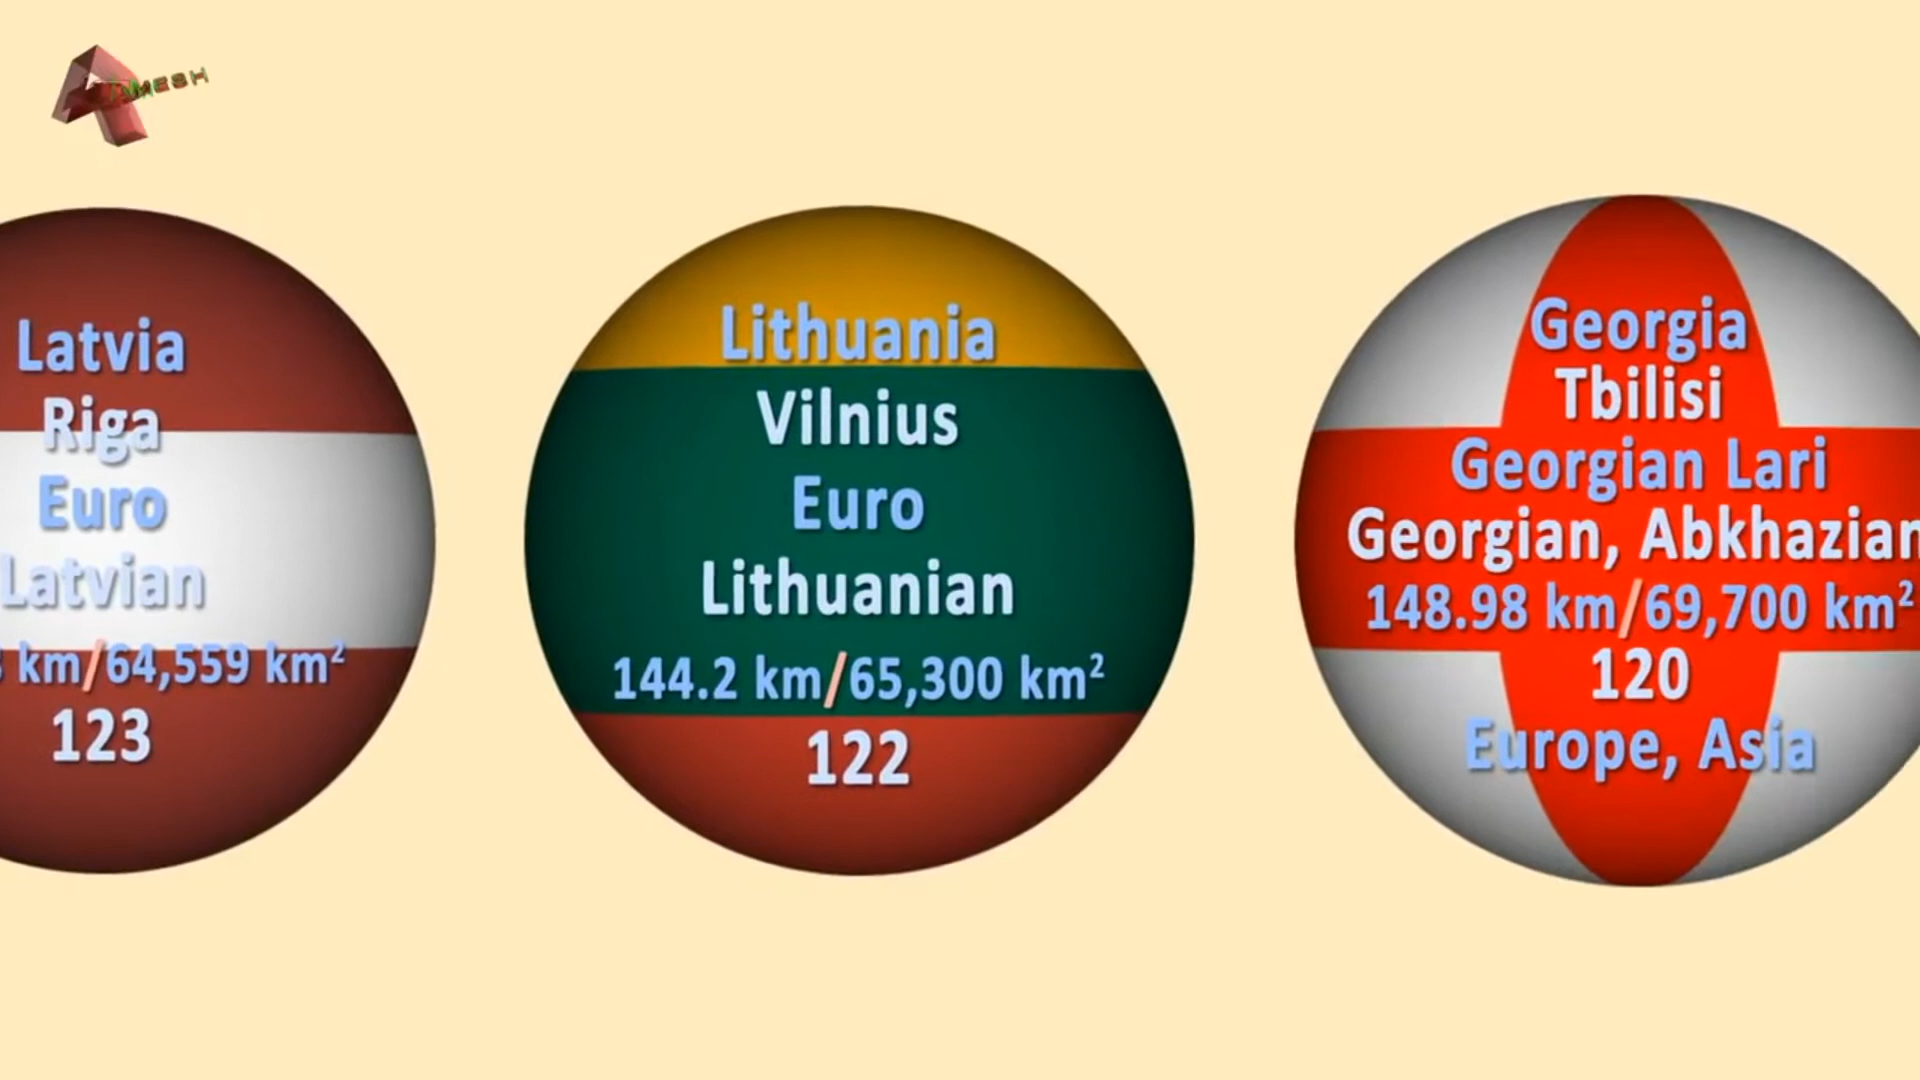 Latvia
Riga
Euro
Latvian
km/64,559 km²
123
Lithuania
Vilnius
Euro
Lithuanian
144.2 km/65,300 km²
122
Georgia
Tbilisi
Georgian Lari
Georgian, Abkhazian
148.98 km/69,700 km²
120
Europe, Asia